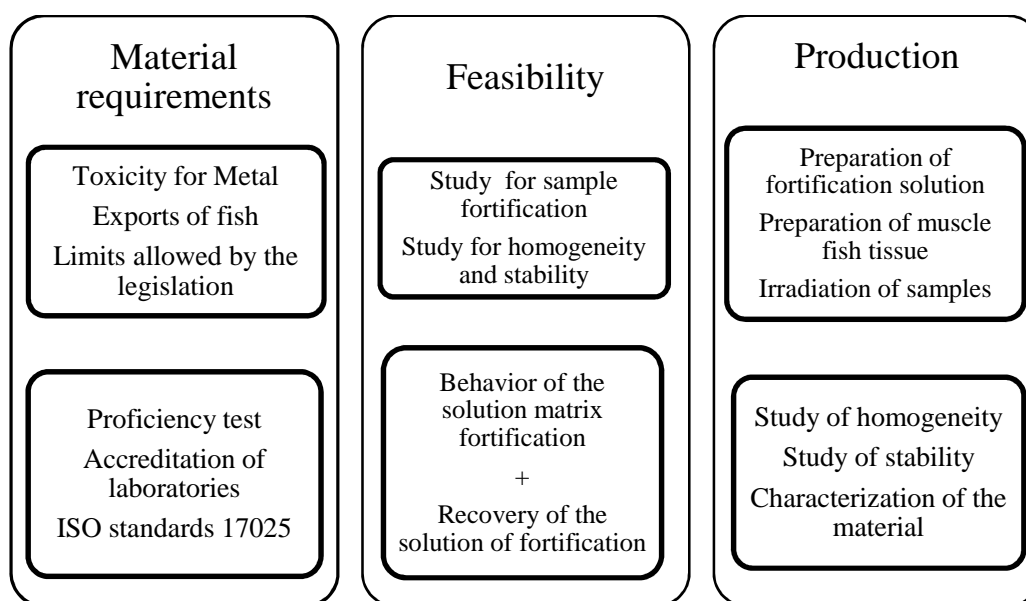 Material
requirements
Toxicity for Metal
Exports of fish
Limits allowed by the
legislation
Proficiency test
Accreditation of
laboratories
ISO standards 17025
Feasibility
Study for sample
fortification
Study for homogeneity
and stability
Behavior of the
solution matrix
fortification
+
Recovery of the
solution of fortification
Production
Preparation of
fortification solution
Preparation of muscle
fish tissue
Irradiation of samples
Study of homogeneity
Study of stability
Characterization of the
material